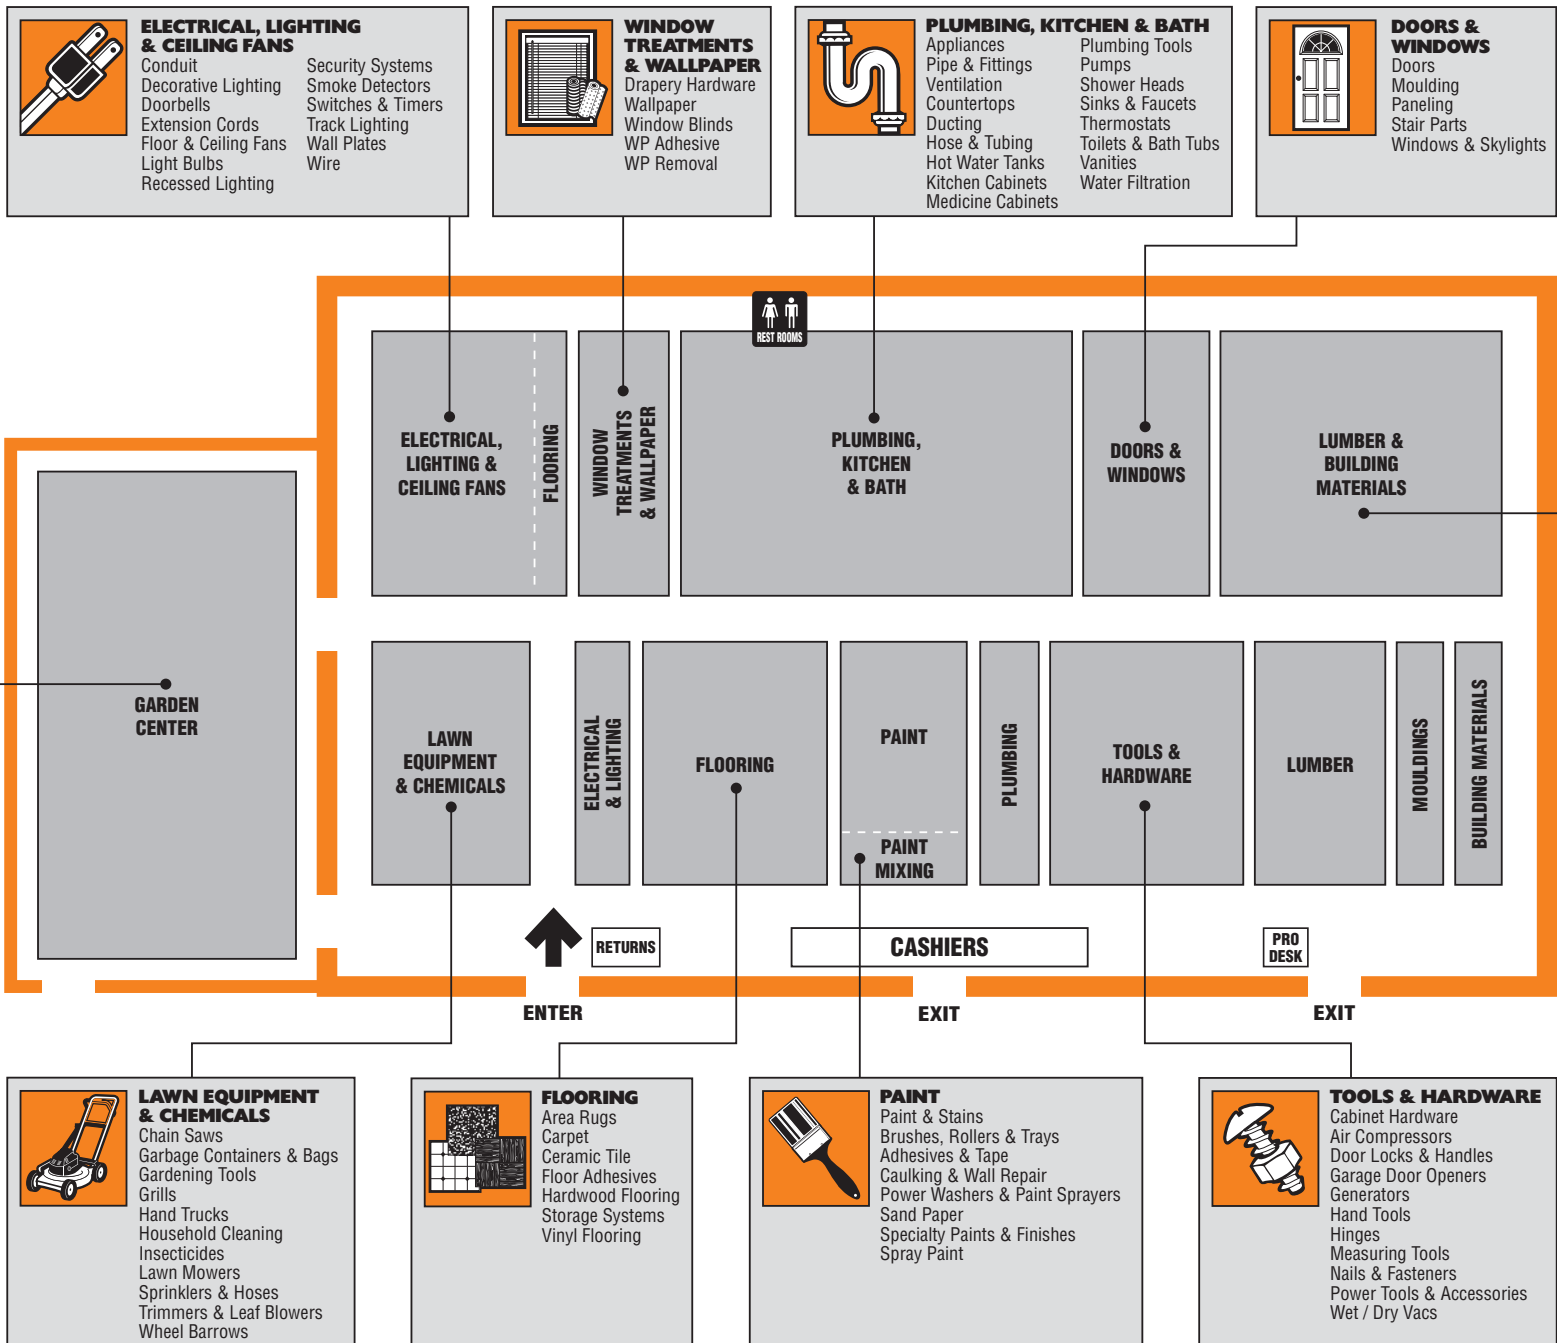 ELECTRICAL, LIGHTING
& CEILING FANS
Conduit
Decorative Lighting
Doorbells
Extension Cords
Floor & Ceiling Fans
Light Bulbs
Recessed Lighting
Security Systems
Smoke Detectors
Switches & Timers
Track Lighting
Wall Plates
Wire
WINDOW
TREATMENTS
& WALLPAPER
Drapery Hardware
Wallpaper
Window Blinds
WP Adhesive
WP Removal
PLUMBING, KITCHEN & BATH
Appliances
Pipe & Fittings
Ventilation
Countertops
Ducting
Hose & Tubing
Hot Water Tanks
Kitchen Cabinets
Medicine Cabinets
Plumbing Tools
Pumps
Shower Heads
Sinks & Faucets
Thermostats
Toilets & Bath Tubs
Vanities
Water Filtration
DOORS &
WINDOWS
Doors
Moulding
Paneling
Stair Parts
Windows & Skylights
REST ROOMS
ELECTRICAL,
LIGHTING &
CEILING FANS
FLOORING
WINDOW
TREATMENTS
& WALLPAPER
PLUMBING,
KITCHEN
& BATH
DOORS &
WINDOWS
LUMBER &
BUILDING
MATERIALS
GARDEN
CENTER
LAWN
EQUIPMENT
& CHEMICALS
ELECTRICAL
& LIGHTING
FLOORING
PAINT
PAINT
MIXING
PLUMBING
TOOLS &
HARDWARE
LUMBER
MOULDINGS
BUILDING MATERIALS
RETURNS
CASHIERS
PRO
DESK
ENTER
EXIT
EXIT
LAWN EQUIPMENT
& CHEMICALS
Chain Saws
Garbage Containers & Bags
Gardening Tools
Grills
Hand Trucks
Household Cleaning
Insecticides
Lawn Mowers
Sprinklers & Hoses
Trimmers & Leaf Blowers
Wheel Barrows
FLOORING
Area Rugs
Carpet
Ceramic Tile
Floor Adhesives
Hardwood Flooring
Storage Systems
Vinyl Flooring
PAINT
Paint & Stains
Brushes, Rollers & Trays
Adhesives & Tape
Caulking & Wall Repair
Power Washers & Paint Sprayers
Sand Paper
Specialty Paints & Finishes
Spray Paint
TOOLS & HARDWARE
Cabinet Hardware
Air Compressors
Door Locks & Handles
Garage Door Openers
Generators
Hand Tools
Hinges
Measuring Tools
Nails & Fasteners
Power Tools & Accessories
Wet / Dry Vacs